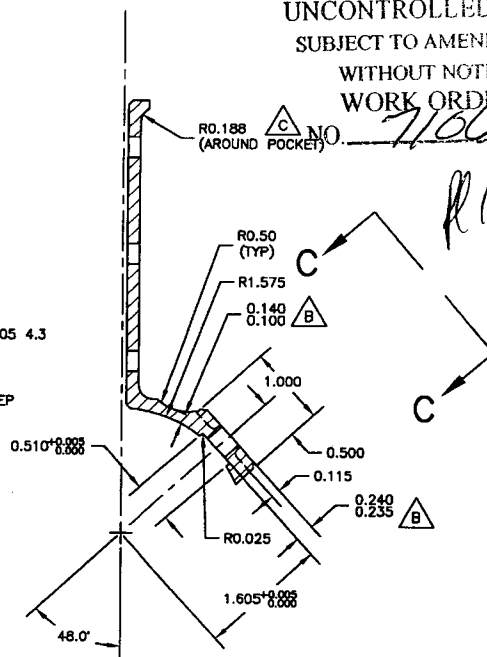 UNCONTROLLED
SUBJECT TO AMEN
WITHOUT NOT
WORK ORD
NO.
R0.188
(AROUND POCKET)
C
R0.50
(TYP)
R1.575
0.140
0.100
B
C
C
05 4.3
EP
1.000
0.510+0.005
0.000
0.500
0.115
0.240
0.235
B
R0.025
1.605+0.005
0.000
48.0°